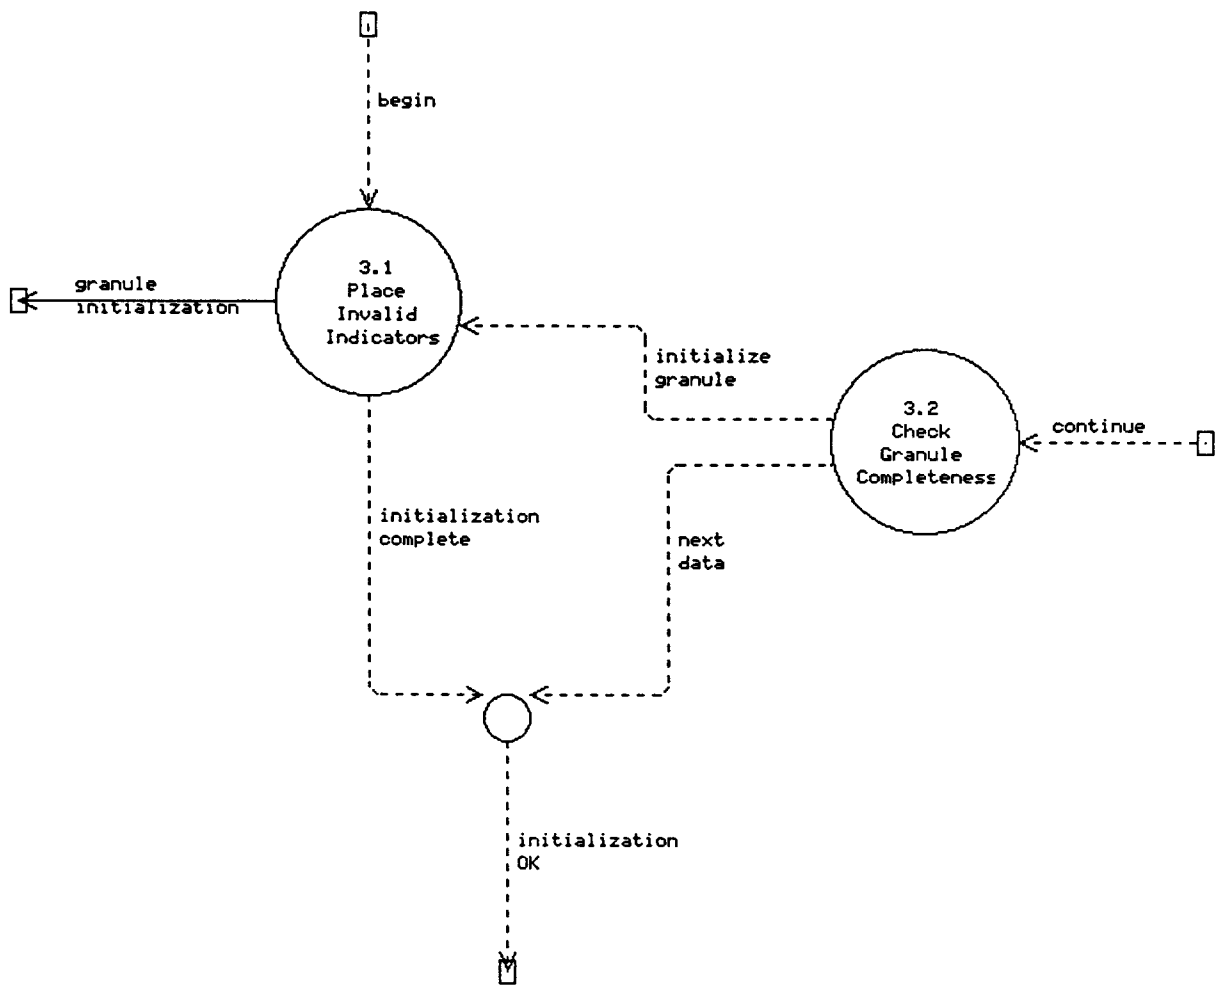 begin
3.1
Place
Invalid
Indicators
granule
initialization
initialize
granule
3.2
Check
Granule
Completeness
continue
initialization
complete
next
data
initialization
OK